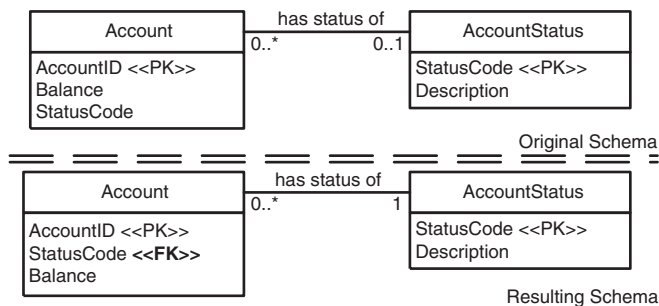 Account
has status of
AccountStatus
0..*
0..1
AccountID <<PK>>
Balance
StatusCode
StatusCode <<PK>>
Description
Original Schema
Account
has status of
AccountStatus
0..*
1
AccountID <<PK>>
StatusCode <<FK>>
Balance
StatusCode <<PK>>
Description
Resulting Schema